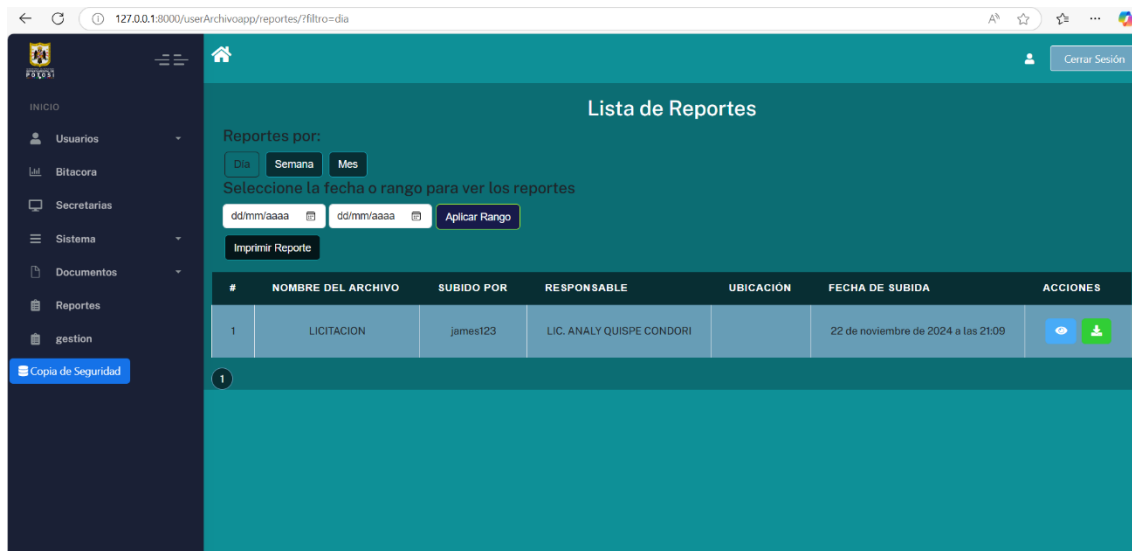 127.0.0.1:8000/userArchivoapp/reportes/?filtro=dia
POTOSÍ
Cerrar Sesión
INICIO
Usuarios
Bitacora
Secretarias
Sistema
Documentos
Reportes
gestion
Copia de Seguridad
Lista de Reportes
Reportes por:
Día Semana Mes
Seleccione la fecha o rango para ver los reportes
dd/mm/aaaa dd/mm/aaaa Aplicar Rango
Imprimir Reporte
# NOMBRE DEL ARCHIVO SUBIDO POR RESPONSABLE UBICACIÓN FECHA DE SUBIDA ACCIONES
1 LICITACION james123 LIC. ANALY QUISPE CONDORI 22 de noviembre de 2024 a las 21:09
1